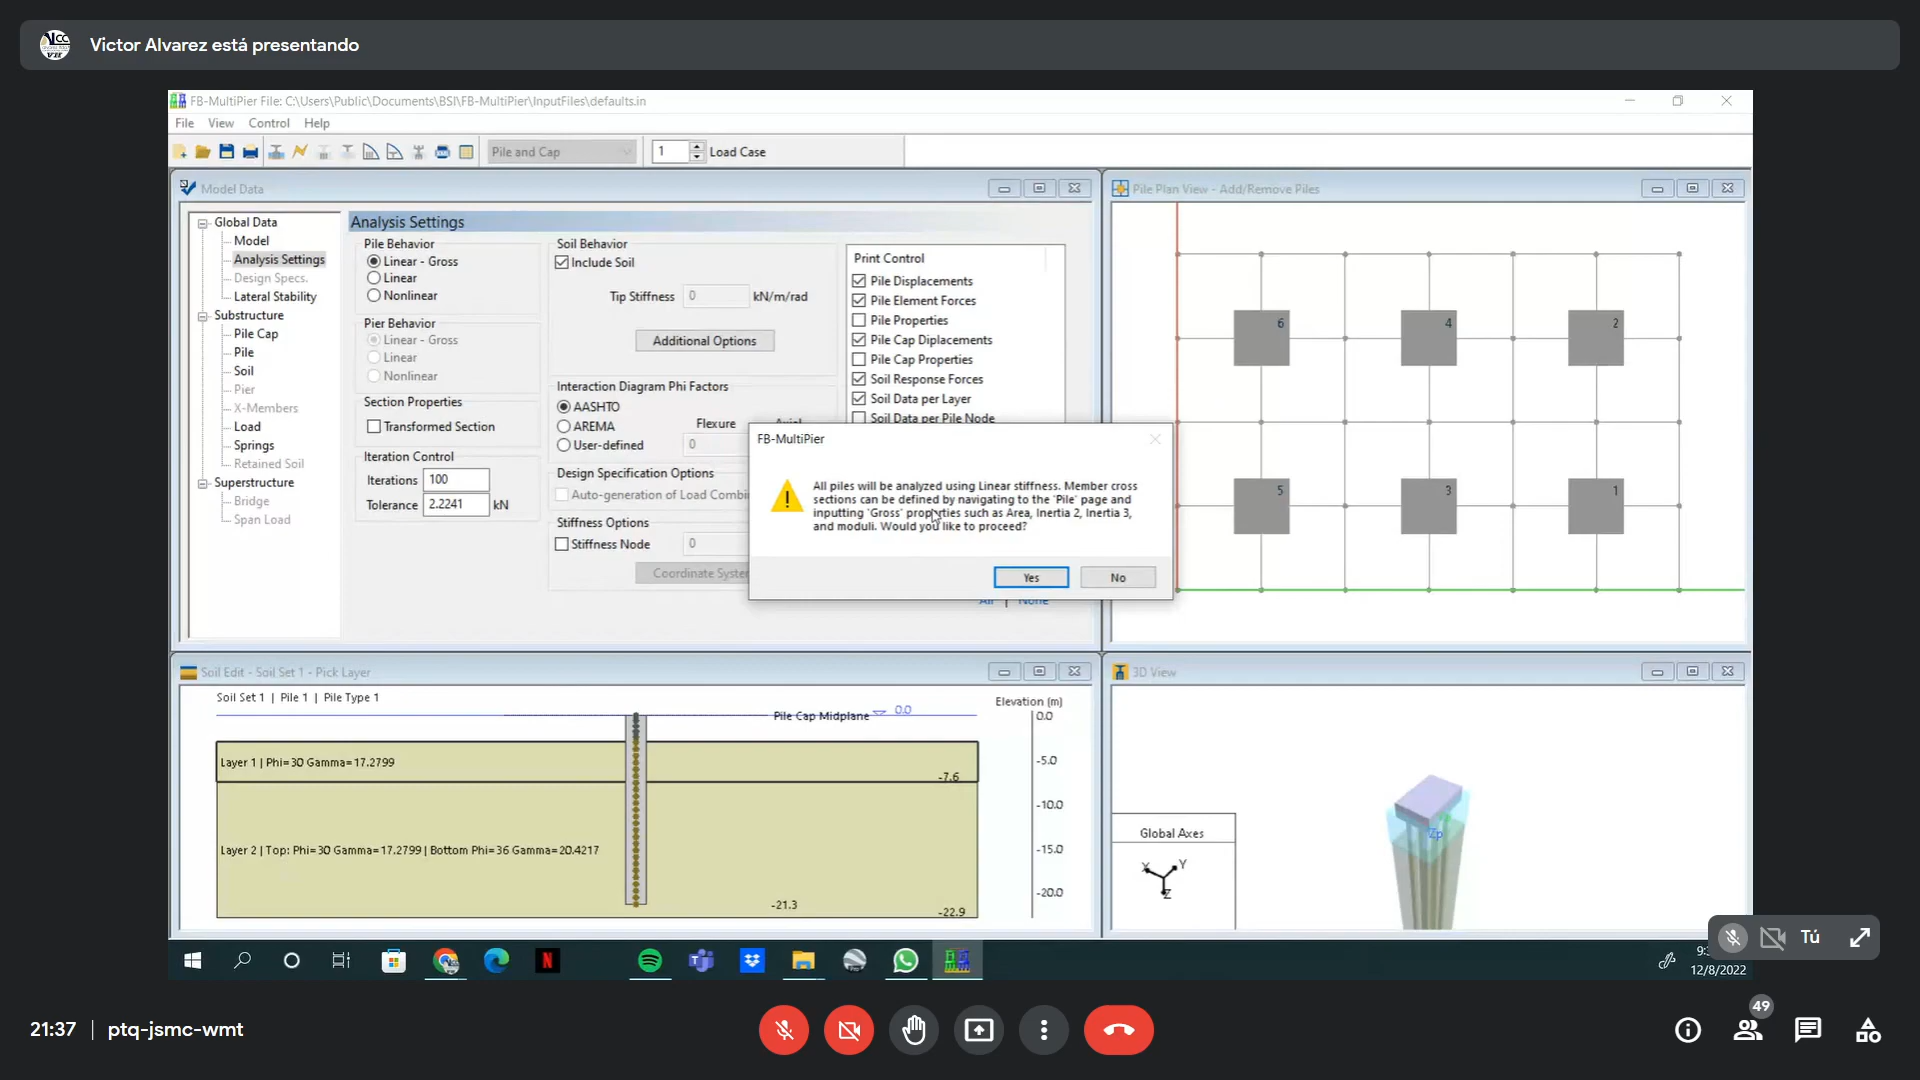 Victor Alvarez está presentando
FB-MultiPier File: C:\Users\Public\Documents\BSI\FB-MultiPier\InputFiles\defaults.in
File View Control Help
Pile and Cap
1 Load Case
Model Data
Global Data
Model
Analysis Settings
Design Specs.
Lateral Stability
Substructure
Pile Cap
Pile
Soil
Pier
X-Members
Load
Springs
Retained Soil
Superstructure
Bridge
Span Load
Analysis Settings
Pile Behavior
Linear - Gross
Linear
Nonlinear
Pier Behavior
Linear - Gross
Linear
Nonlinear
Section Properties
Transformed Section
Iteration Control
Iterations 100
Tolerance 2.2241 kN
Soil Behavior
Include Soil
Tip Stiffness 0 kN/m/rad
Additional Options
Interaction Diagram Phi Factors
AASHTO
AREMA
User-defined
Flexure
0
Design Specification Options
Auto-generation of Load Combi
Stiffness Options
Stiffness Node 0
Coordinate System
Print Control
Pile Displacements
Pile Element Forces
Pile Properties
Pile Cap Diplacements
Pile Cap Properties
Soil Response Forces
Soil Data per Layer
Soil Data per Pile Node
All | None
FB-MultiPier
All piles will be analyzed using Linear stiffness. Member cross
sections can be defined by navigating to the 'Pile' page and
inputting 'Gross' properties such as Area, Inertia 2, Inertia 3,
and moduli. Would you like to proceed?
Yes
No
Pile Plan View - Add/Remove Piles
6 4 2
5 3 1
Soil Edit - Soil Set 1 - Pick Layer
Soil Set 1 | Pile 1 | Pile Type 1
Pile Cap Midplane 0.0
Layer 1 | Phi=30 Gamma=17.2799
-7.6
Layer 2 | Top: Phi=30 Gamma=17.2799 | Bottom Phi=36 Gamma=20.4217
-21.3
-22.9
Elevation (m)
0.0
-5.0
-10.0
-15.0
-20.0
3D View
Global Axes
X Y
Z
Zp
12/8/2022
Tú
21:37 | ptq-jsmc-wmt
49